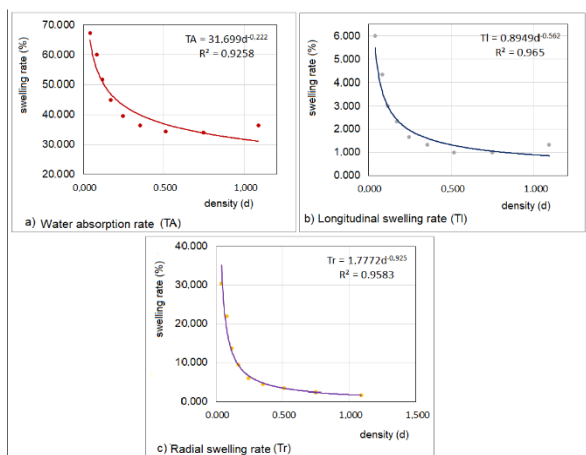 70.000
60.000
50.000
40.000
30.000
20.000
swelling rate (%)
TA = 31.699d-0.222
R² = 0.9258
0.000 0.500 1.000
density (d)
a) Water absorption rate (TA)
6.000
5.000
4.000
3.000
2.000
1.000
0.000
swelling rate (%)
Tl = 0.8949d-0.562
R² = 0.965
0.000 0.500 1.000
density (d)
b) Longitudinal swelling rate (Tl)
40.000
30.000
20.000
10.000
0.000
swelling rate (%)
Tr = 1.7772d-0,925
R² = 0.9583
0.000 0.500 1.000 1,500
density (d)
c) Radial swelling rate (Tr)